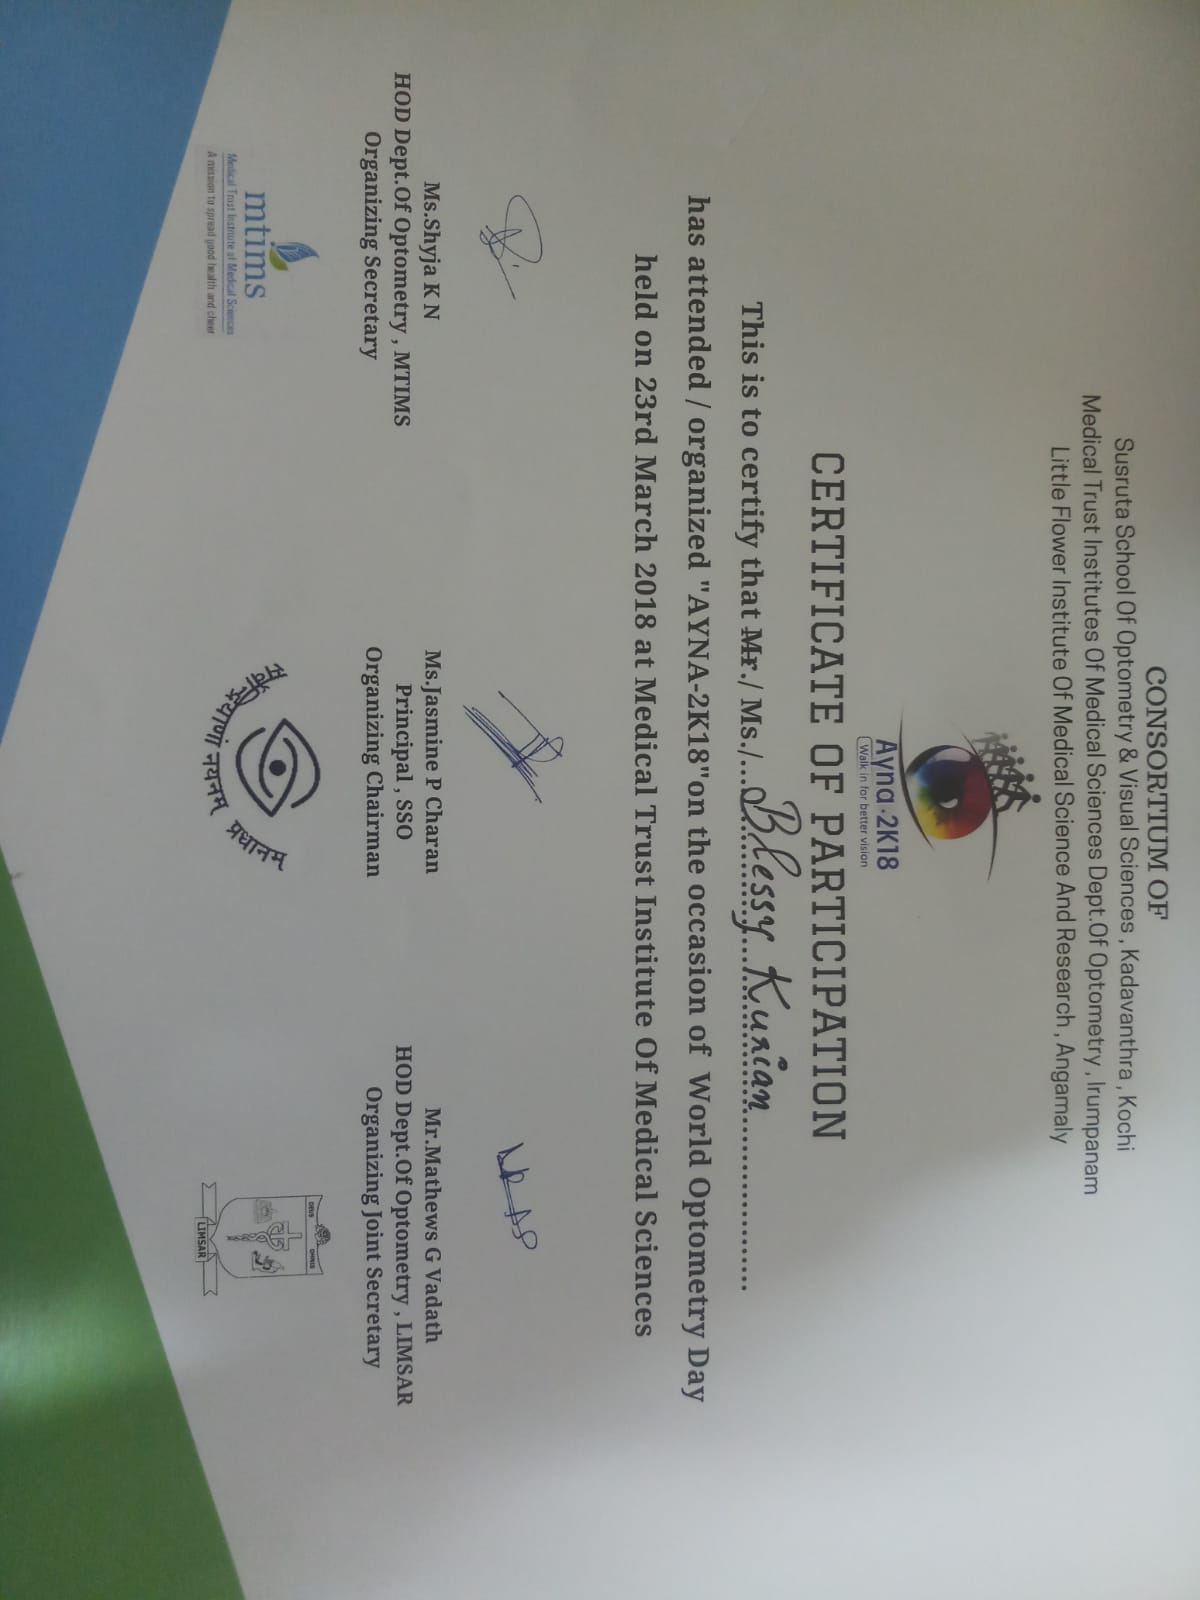 CONSORTIUM OF
Susruta School Of Optometry & Visual Sciences , Kadavanthra , Kochi
Medical Trust Institutes Of Medical Sciences Dept.Of Optometry , Irumpanam
Little Flower Institute Of Medical Science And Research , Angamaly
Ayna-2K18
Walk in for better vision
CERTIFICATE OF PARTICIPATION
This is to certify that Mr./ Ms./...Blessy Kurian
has attended / organized "AYNA-2K18"on the occasion of World Optometry Day
held on 23rd March 2018 at Medical Trust Institute Of Medical Sciences
Ms.Shyja K N
HOD Dept.Of Optometry , MTIMS
Organizing Secretary
Ms.Jasmine P Charan
Principal , SSO
Organizing Chairman
Mr.Mathews G Vadath
HOD Dept.Of Optometry , LIMSAR
Organizing Joint Secretary
mtims
Medical Trust Institute of Medical Sciences
A mission to spread good health and cheer
सर्वेन्द्रियाणां नयनम् प्रधानम्
DEUS OMNIS
LIMSAR